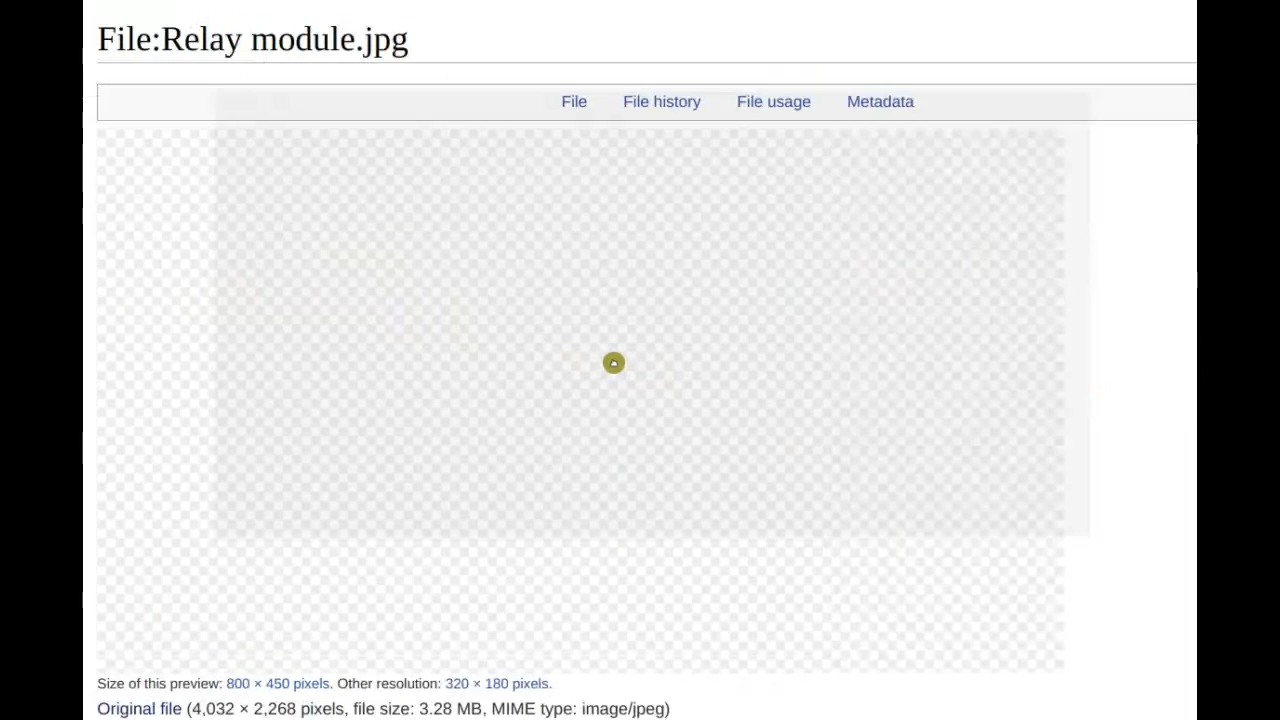 File:Relay module.jpg
File File history File usage Metadata
Size of this preview: 800 × 450 pixels. Other resolution: 320 × 180 pixels.
Original file (4,032 × 2,268 pixels, file size: 3.28 MB, MIME type: image/jpeg)